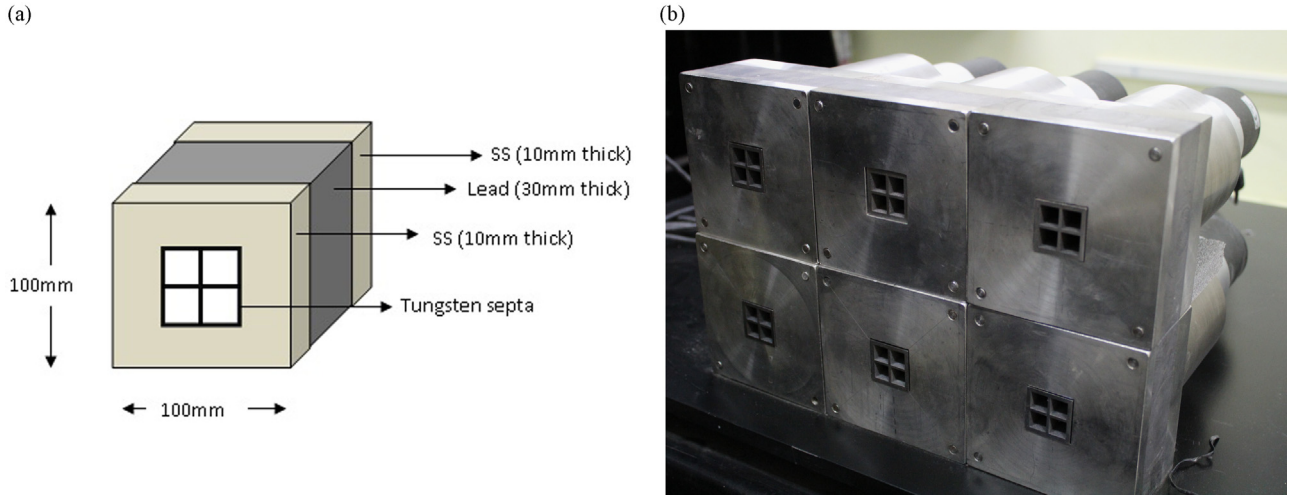 (a)
(b)
SS (10mm thick)
Lead (30mm thick)
SS (10mm thick)
100mm
Tungsten septa
100mm